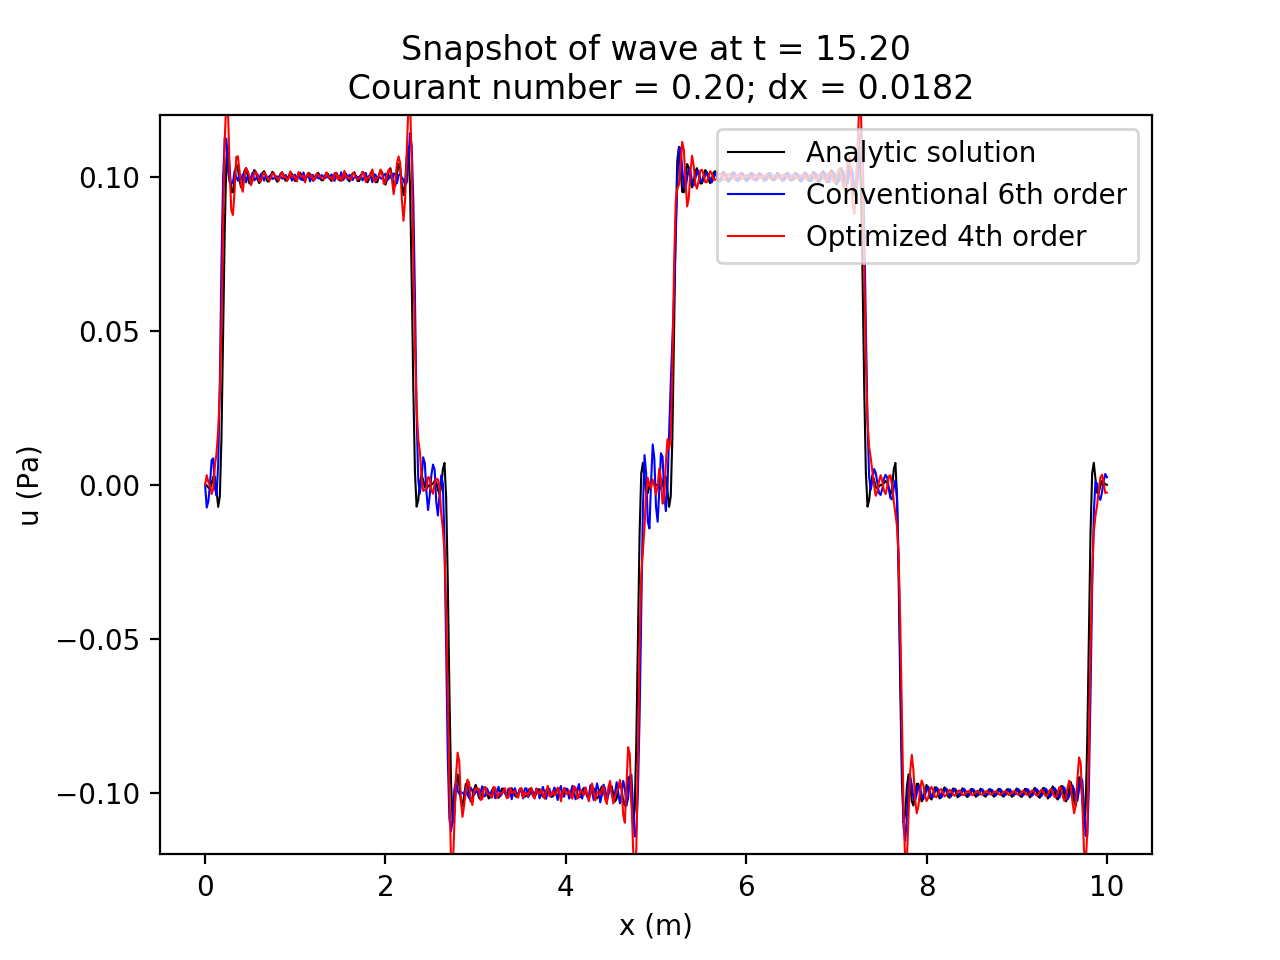 Snapshot of wave at t = 15.20
Courant number = 0.20; dx = 0.0182
Analytic solution
Conventional 6th order
Optimized 4th order
0.10
0.05
0.00
−0.05
−0.10
u (Pa)
0 2 4 6 8 10
x (m)